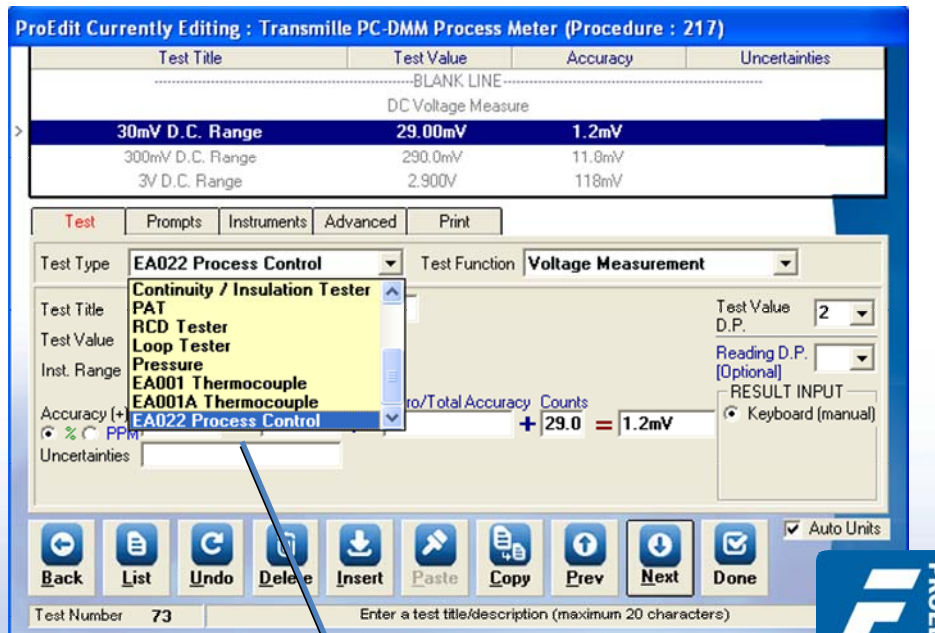 ProEdit Currently Editing : Transmille PC-DMM Process Meter (Procedure : 217)
Test Title Test Value Accuracy Uncertainties
BLANK LINE
DC Voltage Measure
> 30mV D.C. Range 29.00mV 1.2mV
300mV D.C. Range 290.0mV 11.8mV
3V D.C. Range 2.900V 118mV
Test Prompts Instruments Advanced Print
Test Type EA022 Process Control Test Function Voltage Measurement
Continuity / Insulation Tester
Test Title PAT
RCD Tester
Test Value Loop Tester
Inst. Range Pressure
EA001 Thermocouple
EA001A Thermocouple
EA022 Process Control
Test Value D.P. 2
Reading D.P.
[Optional]
RESULT INPUT
Keyboard (manual)
Accuracy (+) ro/Total Accuracy Counts
% PPM + 29.0 = 1.2mV
Uncertainties
Auto Units
Back List Undo Delete Insert Paste Copy Prev Next Done
Test Number 73 Enter a test title/description (maximum 20 characters)